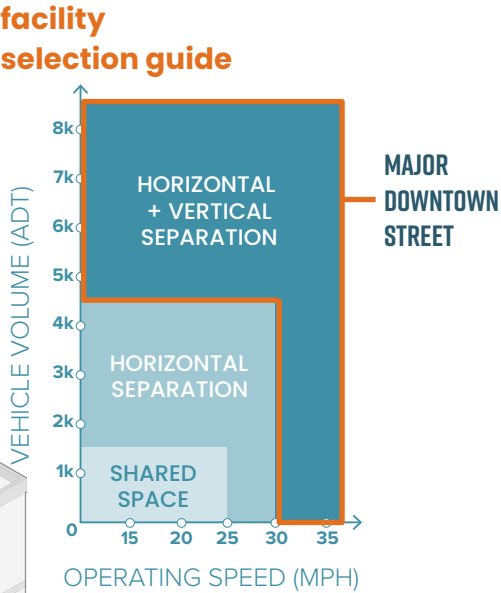 facility
selection guide
8k
7k
6k
5k
4k
3k
2k
1k
0
VEHICLE VOLUME (ADT)
HORIZONTAL
+ VERTICAL
SEPARATION
HORIZONTAL
SEPARATION
SHARED
SPACE
MAJOR
DOWNTOWN
STREET
15 20 25 30 35
OPERATING SPEED (MPH)